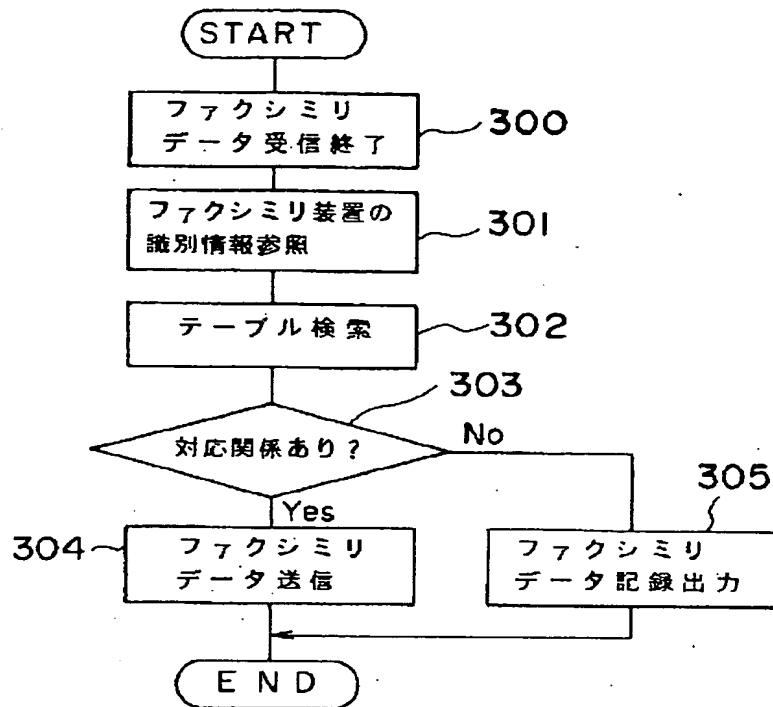 START
ファクシミリ
データ受信終了
300
ファクシミリ装置の
識別情報参照
301
テーブル検索
302
303
対応関係あり?
No
Yes
305
304
ファクシミリ
データ送信
ファクシミリ
データ記録出力
END